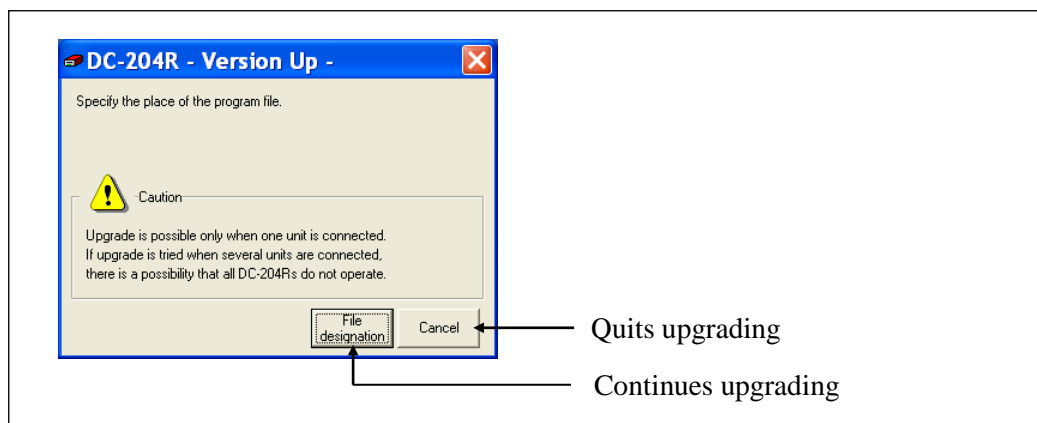 DC-204R - Version Up -
Specify the place of the program file.
Caution
Upgrade is possible only when one unit is connected.
If upgrade is tried when several units are connected,
there is a possibility that all DC-204Rs do not operate.
File
designation
Cancel
Quits upgrading
Continues upgrading